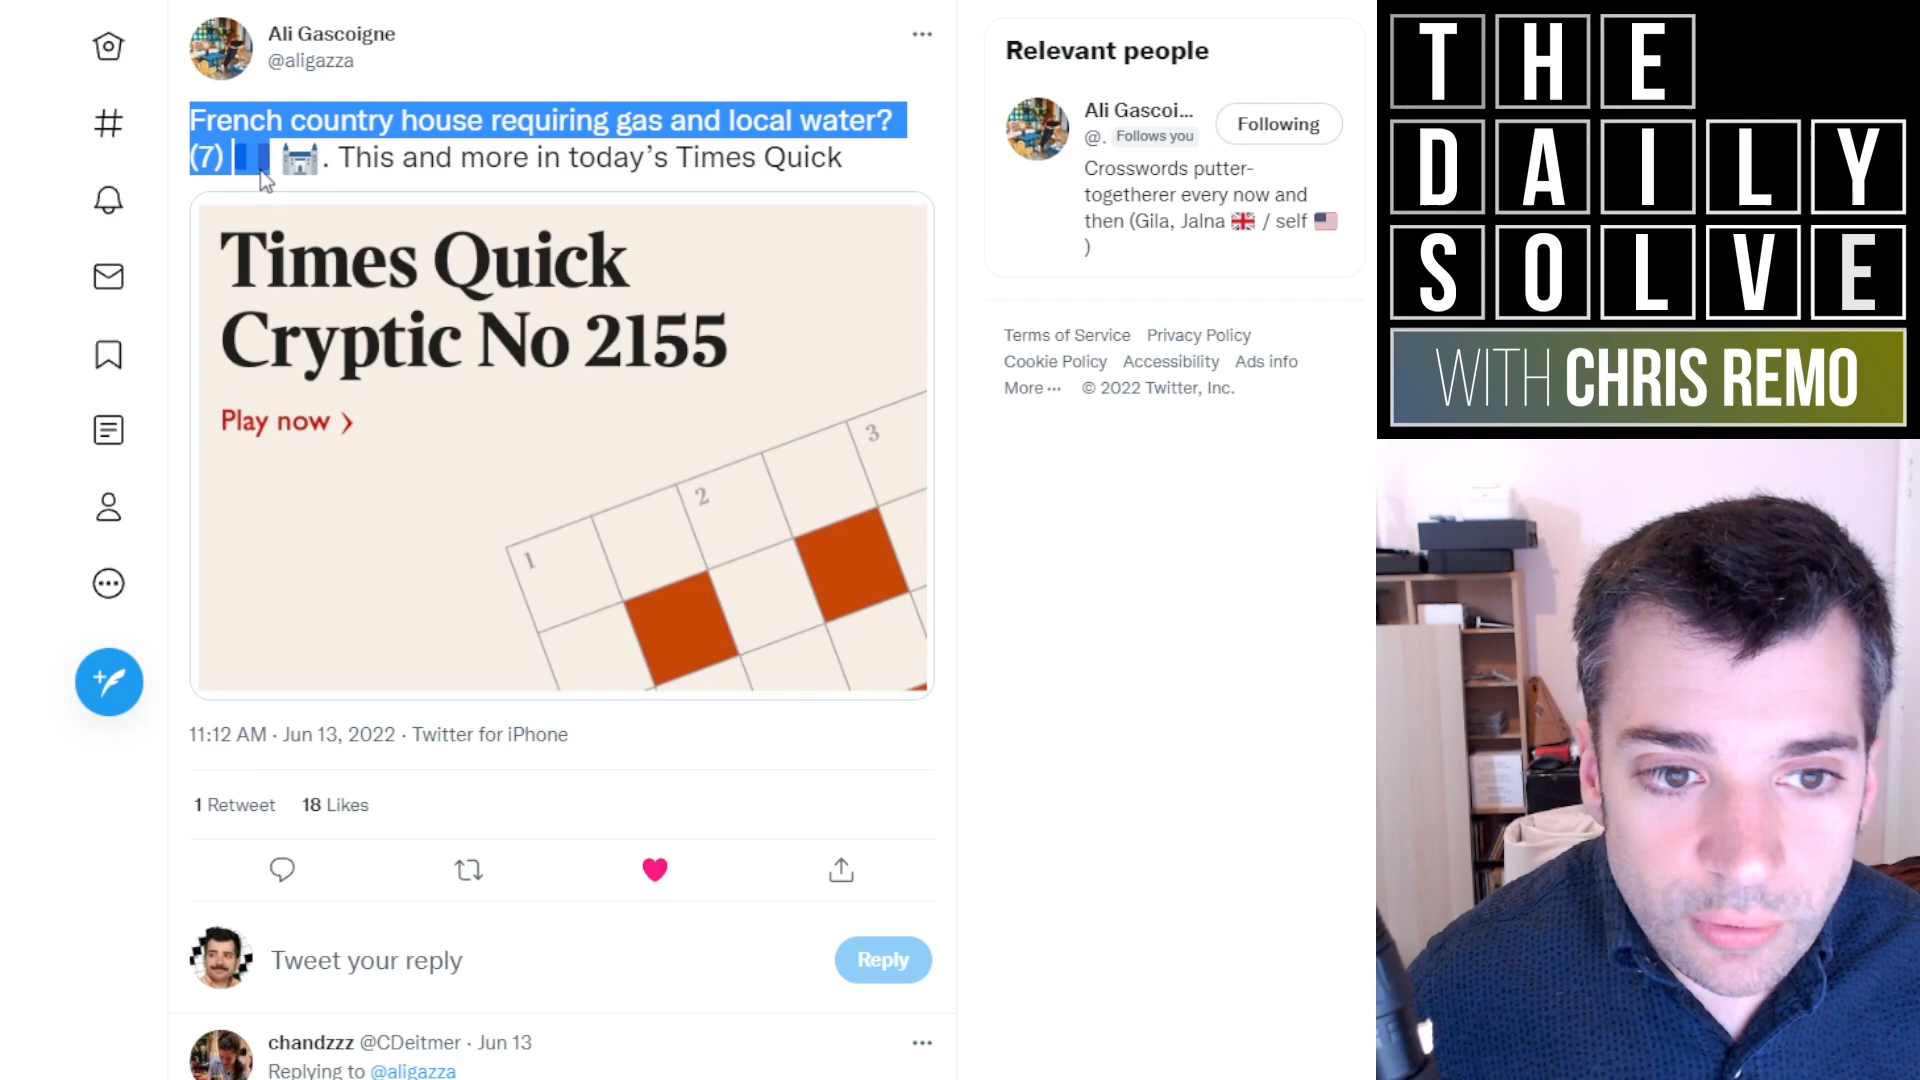 Ali Gascoigne
@aligazza
French country house requiring gas and local water?
(7) . This and more in today's Times Quick
Times Quick
Cryptic No 2155
Play now ›
1
2
3
11:12 AM · Jun 13, 2022 · Twitter for iPhone
1 Retweet 18 Likes
Tweet your reply
Reply
chandzzz @CDeitmer · Jun 13
Replying to @aligazza
Relevant people
Ali Gascoi...
@. Follows you
Following
Crosswords putter-
togetherer every now and
then (Gila, Jalna 🇬🇧 / self 🇺🇸
)
Terms of Service Privacy Policy
Cookie Policy Accessibility Ads info
More ··· © 2022 Twitter, Inc.
THE
DAILY
SOLVE
WITH CHRIS REMO